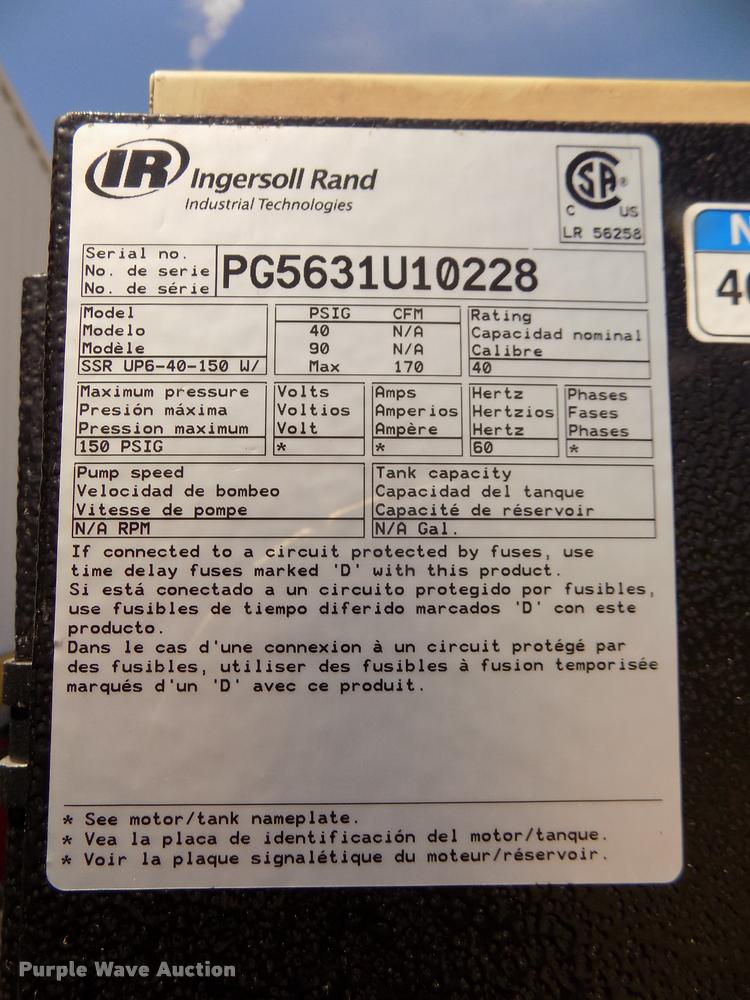 IR Ingersoll Rand
Industrial Technologies
CSA®
C US
LR 56258
Serial no.
No. de serie
No. de série
PG5631U10228
Model
Modelo
Modèle
SSR UP6-40-150 W/
PSIG CFM
40 N/A
90 N/A
Max 170
Rating
Capacidad nominal
Calibre
40
Maximum pressure
Presión máxima
Pression maximum
150 PSIG
Volts
Voltios
Volt
*
Amps
Amperios
Ampère
*
Hertz
Hertzios
Hertz
60
Phases
Fases
Phases
*
Pump speed
Velocidad de bombeo
Vitesse de pompe
N/A RPM
Tank capacity
Capacidad del tanque
Capacité de réservoir
N/A Gal.
If connected to a circuit protected by fuses, use
time delay fuses marked 'D' with this product.
Si está conectado a un circuito protegido por fusibles,
use fusibles de tiempo diferido marcados 'D' con este
producto.
Dans le cas d'une connexion à un circuit protégé par
des fusibles, utiliser des fusibles à fusion temporisée
marqués d'un 'D' avec ce produit.
* See motor/tank nameplate.
* Vea la placa de identificación del motor/tanque.
* Voir la plaque signalétique du moteur/réservoir.
Purple Wave Auction